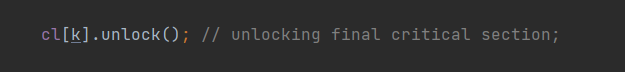 cl[k].unlock(); // unlocking final critical section;